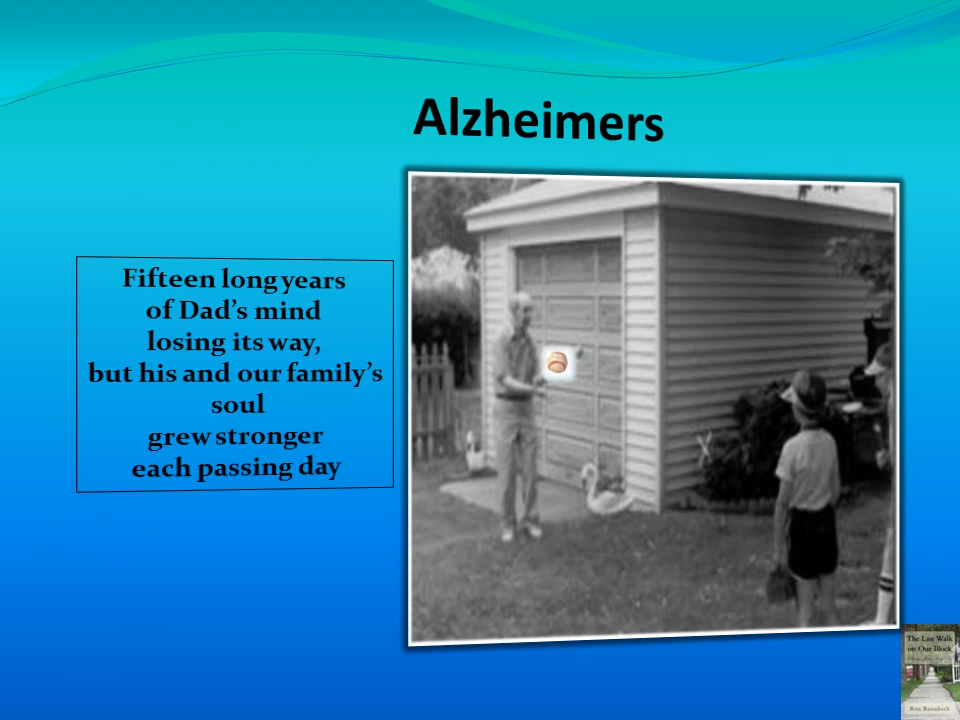 Alzheimers
Fifteen long years
of Dad’s mind
losing its way,
but his and our family’s
soul
grew stronger
each passing day
The Last Walk
on Our Block